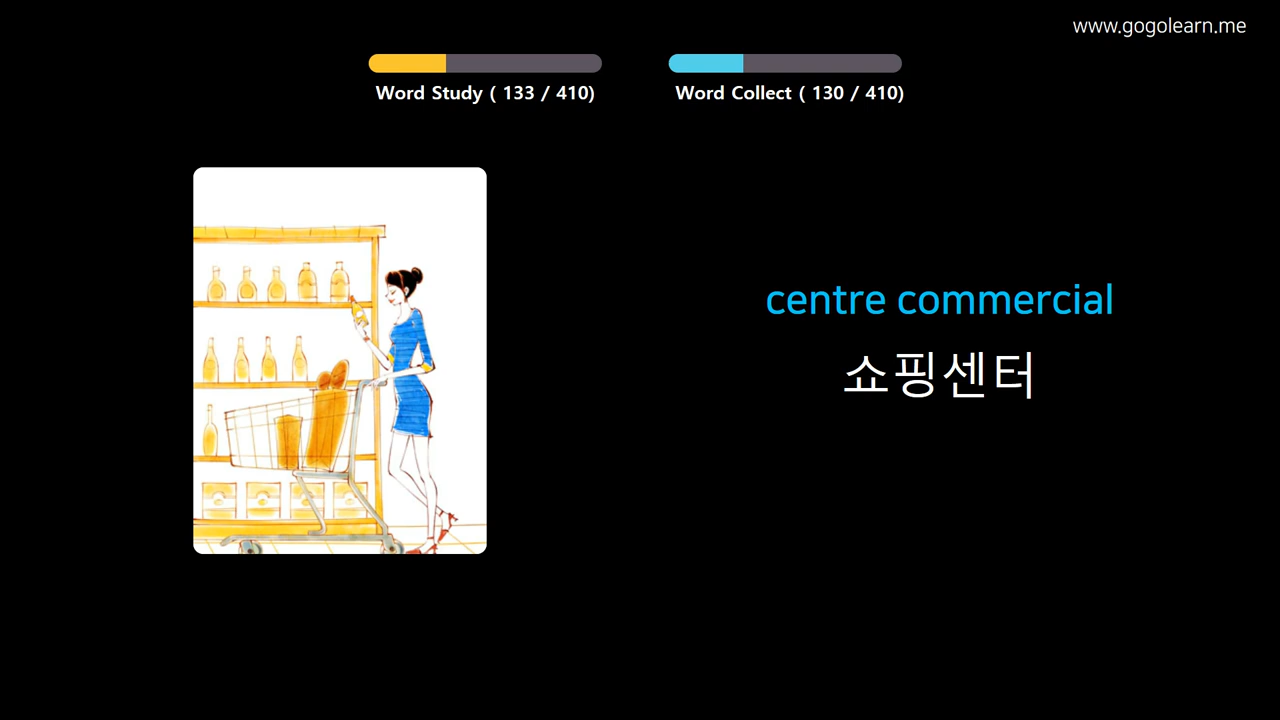 www.gogolearn.me
Word Study ( 133 / 410)
Word Collect ( 130 / 410)
centre commercial
쇼핑센터